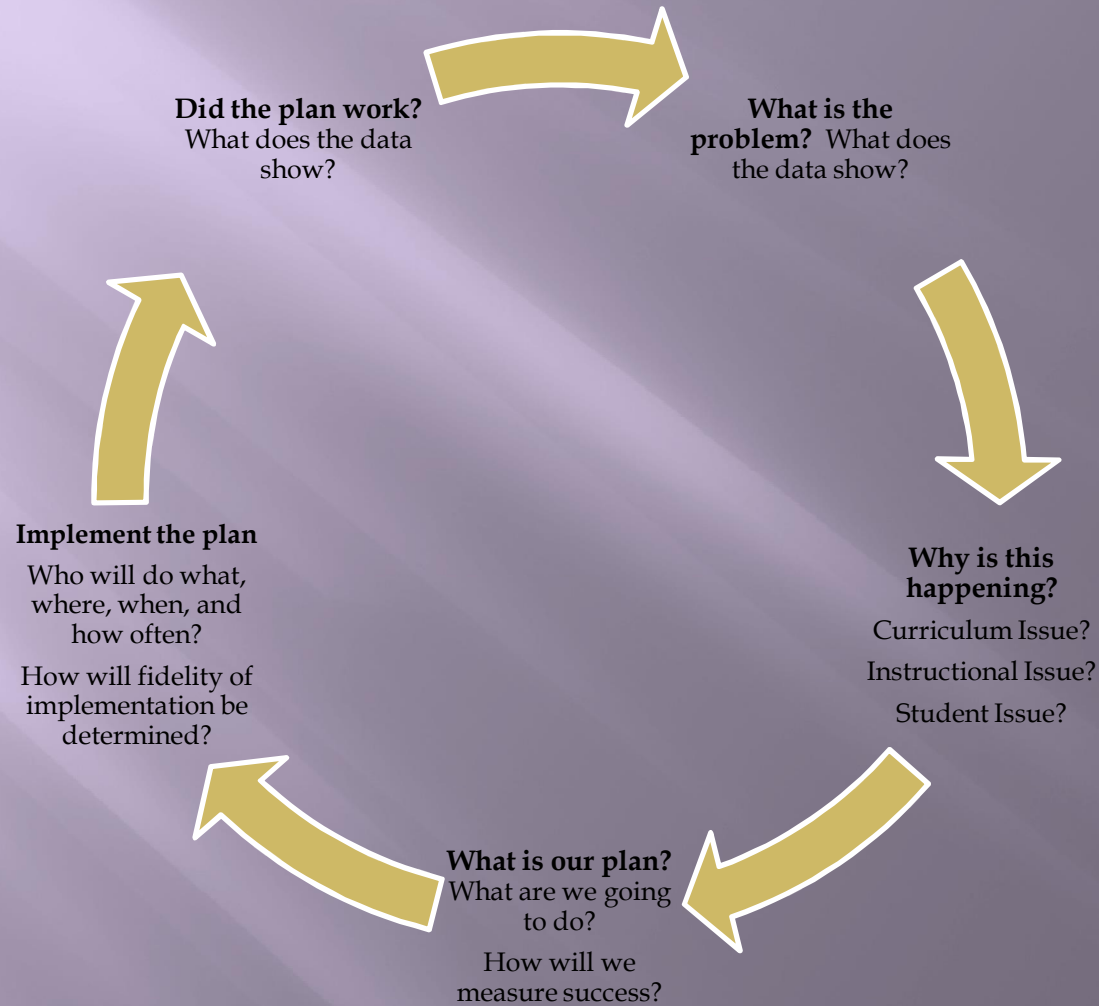 Did the plan work?
What does the data
show?
What is the
problem? What does
the data show?
Why is this
happening?
Curriculum Issue?
Instructional Issue?
Student Issue?
What is our plan?
What are we going
to do?
How will we
measure success?
Implement the plan
Who will do what,
where, when, and
how often?
How will fidelity of
implementation be
determined?